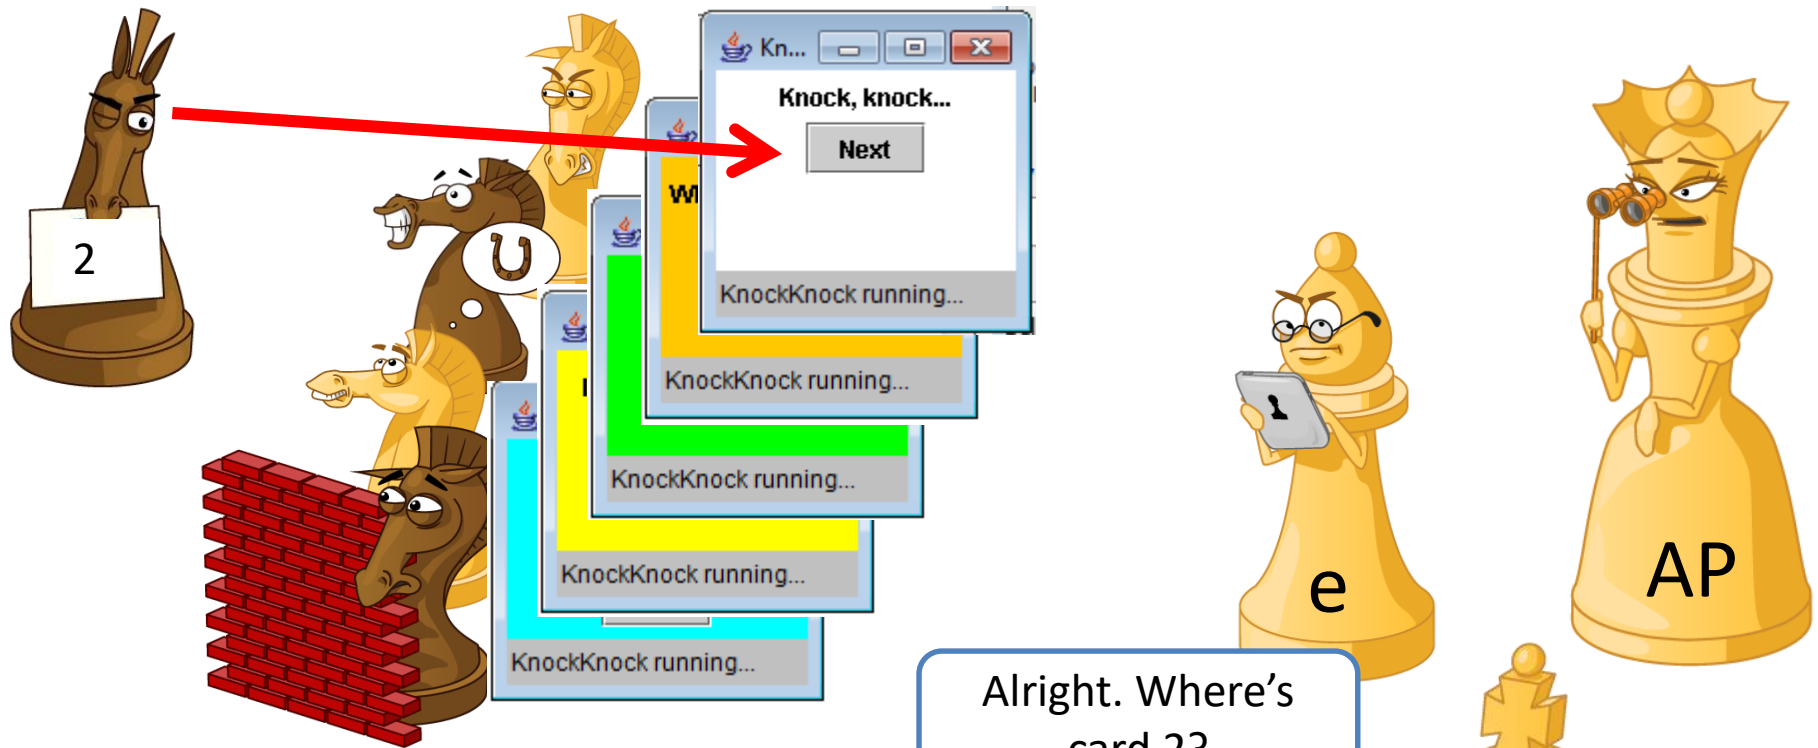 Kn...
Knock, knock...
Next
KnockKnock running...
2
KnockKnock running...
KnockKnock running...
KnockKnock running...
KnockKnock running...
e
AP
Alright. Where’s